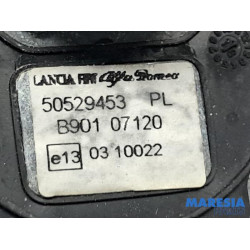 LANCIA FIAT Alfa Romeo
50529453 PL
B901 07120
e13 03 10022
MARESIA